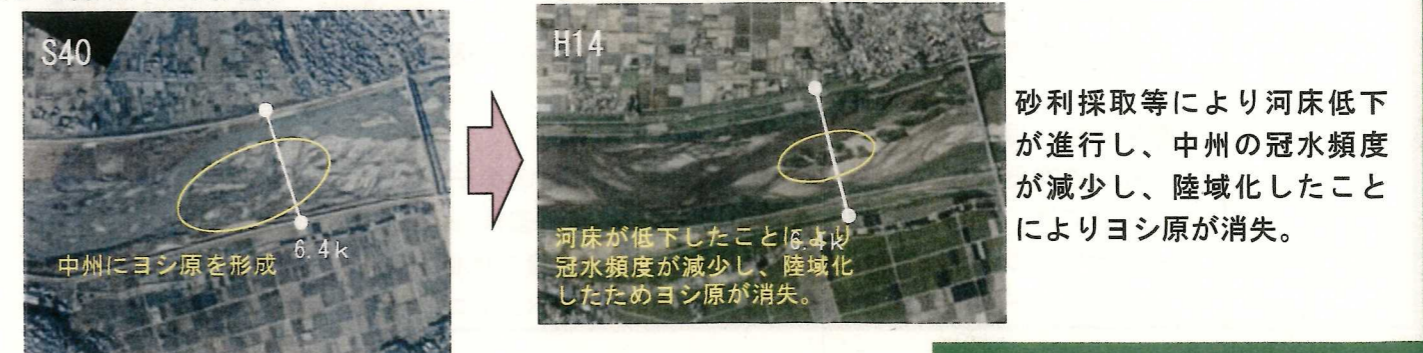 S40
6.4k
中州にヨシ原を形成
H14
6.4k
河床が低下したことにより
冠水頻度が減少し、陸域化
したためヨシ原が消失。
砂利採取等により河床低下
が進行し、中州の冠水頻度
が減少し、陸域化したこと
によりヨシ原が消失。